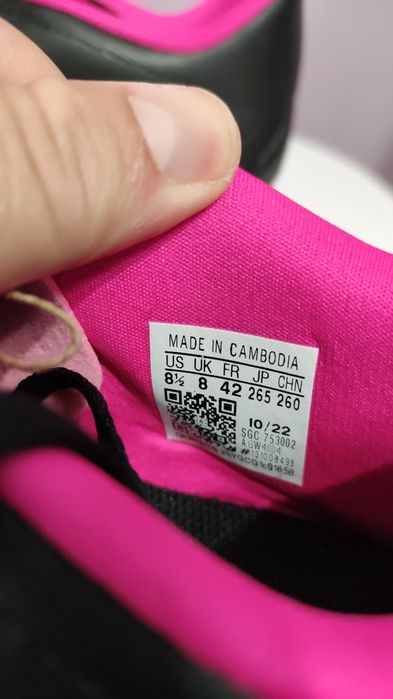 MADE IN CAMBODIA
US UK FR JP CHN
8½ 8 42 265 260
10/22
SGC 753002